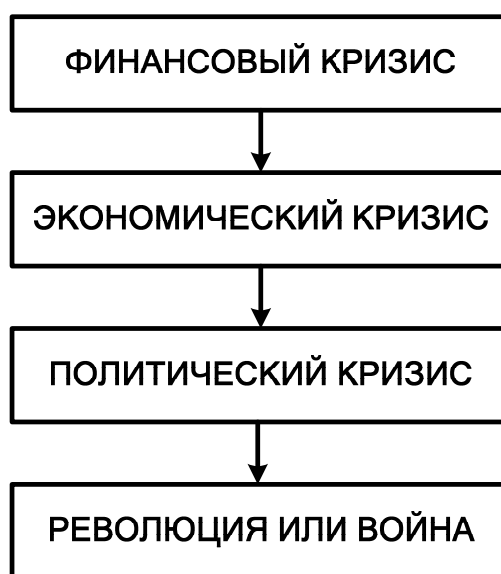 ФИНАНСОВЫЙ КРИЗИС
ЭКОНОМИЧЕСКИЙ КРИЗИС
ПОЛИТИЧЕСКИЙ КРИЗИС
РЕВОЛЮЦИЯ ИЛИ ВОЙНА